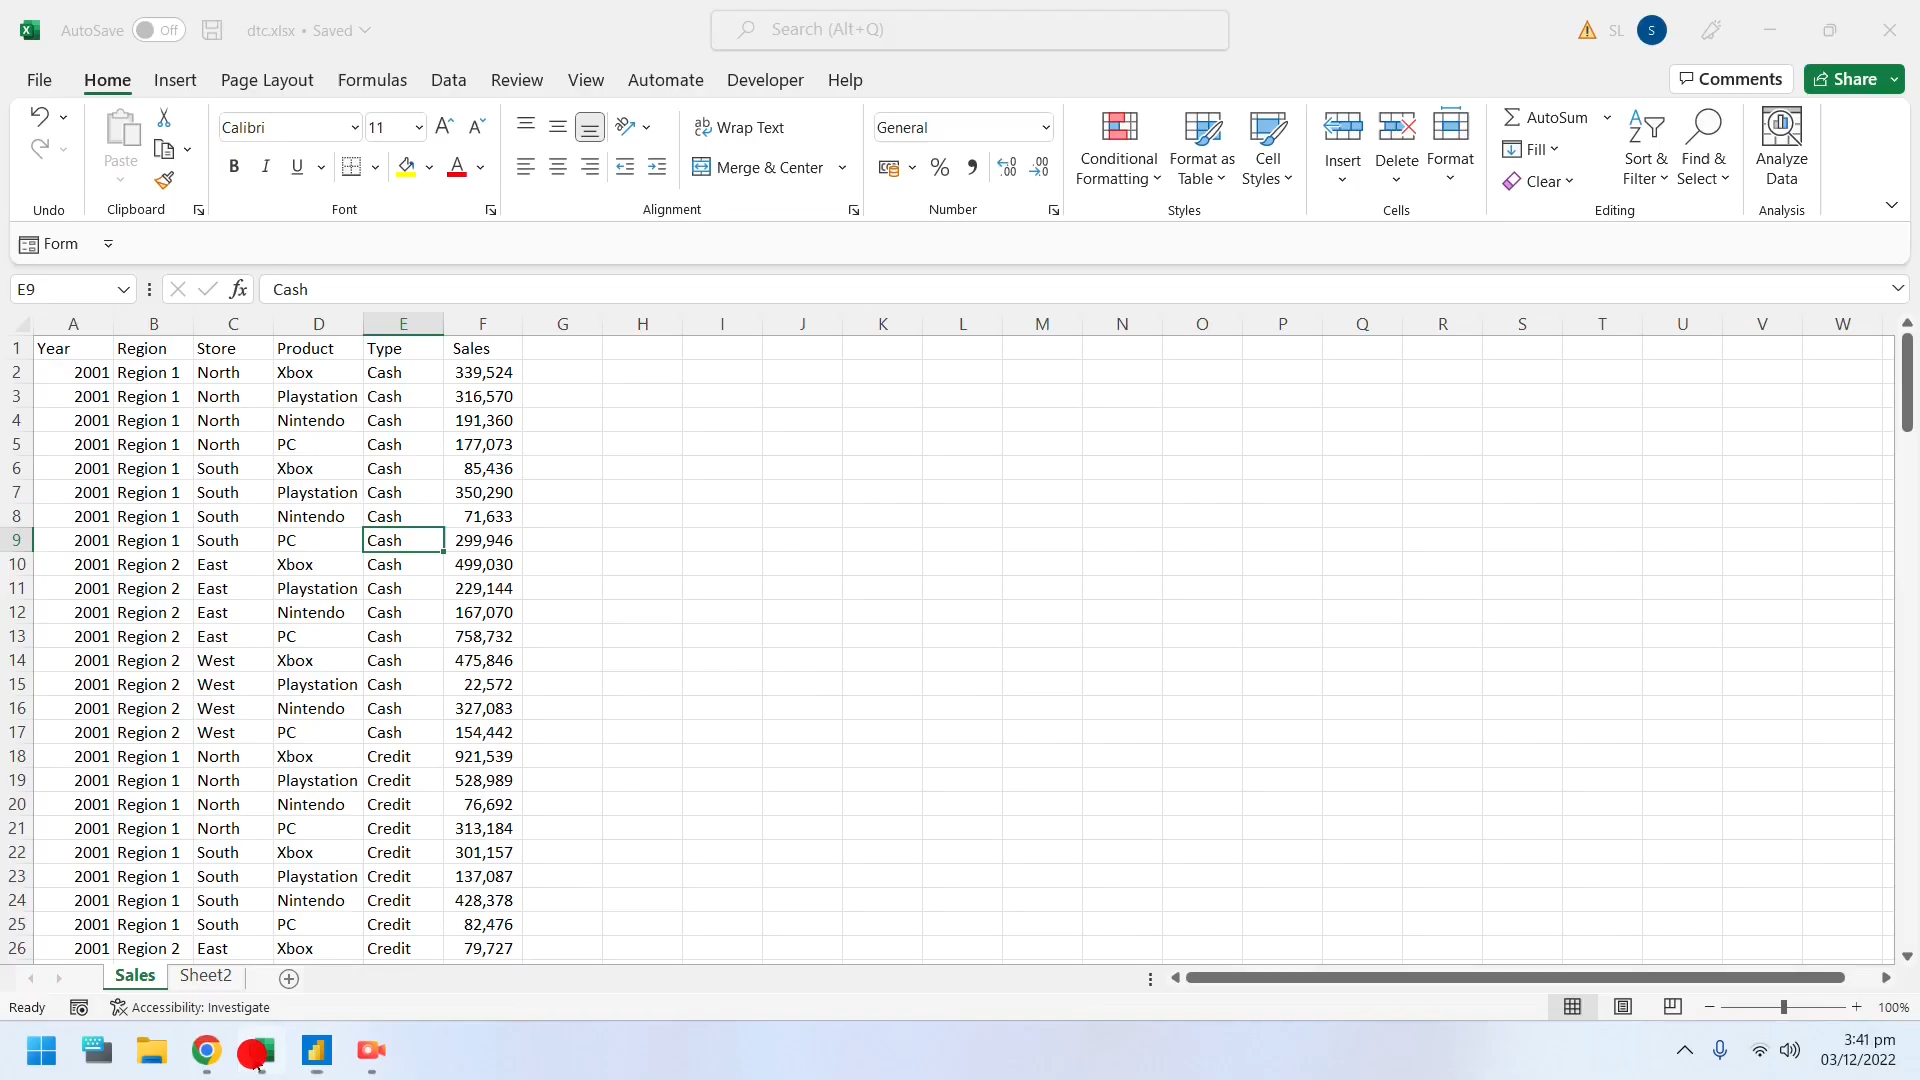 AutoSave Off dtc.xlsx • Saved Search (Alt+Q) SL S
File Home Insert Page Layout Formulas Data Review View Automate Developer Help Comments Share
Paste Calibri 11 Wrap Text General Conditional Formatting Format as Table Cell Styles Insert Delete Format AutoSum Fill Clear Sort & Filter Find & Select Analyze Data
B I U A Merge & Center % 9
Undo Clipboard Font Alignment Number Styles Cells Editing Analysis
Form
E9 fx Cash
A B C D E F G H I J K L M N O P Q R S T U V W
1 Year Region Store Product Type Sales
2 2001 Region 1 North Xbox Cash 339,524
3 2001 Region 1 North Playstation Cash 316,570
4 2001 Region 1 North Nintendo Cash 191,360
5 2001 Region 1 North PC Cash 177,073
6 2001 Region 1 South Xbox Cash 85,436
7 2001 Region 1 South Playstation Cash 350,290
8 2001 Region 1 South Nintendo Cash 71,633
9 2001 Region 1 South PC Cash 299,946
10 2001 Region 2 East Xbox Cash 499,030
11 2001 Region 2 East Playstation Cash 229,144
12 2001 Region 2 East Nintendo Cash 167,070
13 2001 Region 2 East PC Cash 758,732
14 2001 Region 2 West Xbox Cash 475,846
15 2001 Region 2 West Playstation Cash 22,572
16 2001 Region 2 West Nintendo Cash 327,083
17 2001 Region 2 West PC Cash 154,442
18 2001 Region 1 North Xbox Credit 921,539
19 2001 Region 1 North Playstation Credit 528,989
20 2001 Region 1 North Nintendo Credit 76,692
21 2001 Region 1 North PC Credit 313,184
22 2001 Region 1 South Xbox Credit 301,157
23 2001 Region 1 South Playstation Credit 137,087
24 2001 Region 1 South Nintendo Credit 428,378
25 2001 Region 1 South PC Credit 82,476
26 2001 Region 2 East Xbox Credit 79,727
Sales Sheet2
Ready Accessibility: Investigate 100%
3:41 pm
03/12/2022